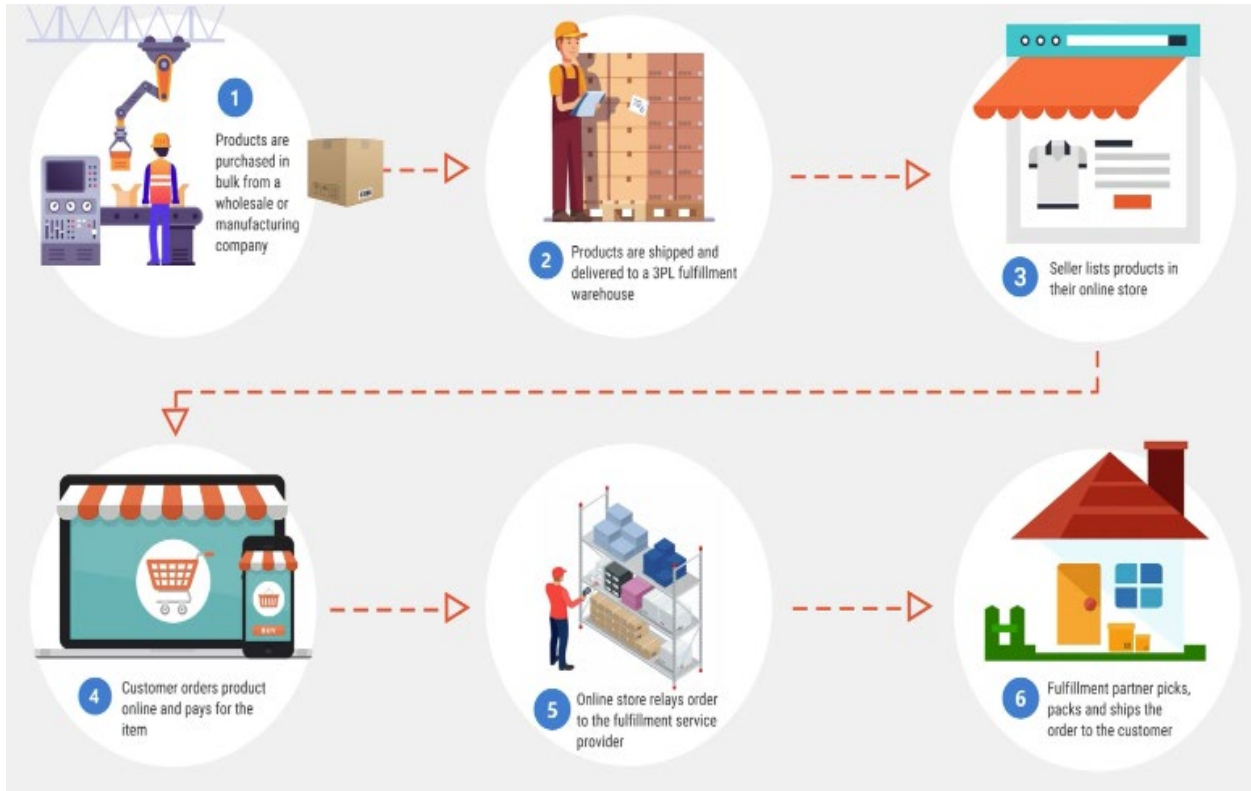 1
Products are
purchased in
bulk from a
wholesale or
manufacturing
company
2
Products are shipped and
delivered to a 3PL fulfillment
warehouse
3
Seller lists products in
their online store
4
Customer orders product
online and pays for the
item
BUY
5
Online store relays order
to the fulfillment service
provider
6
Fulfillment partner picks,
packs and ships the
order to the customer